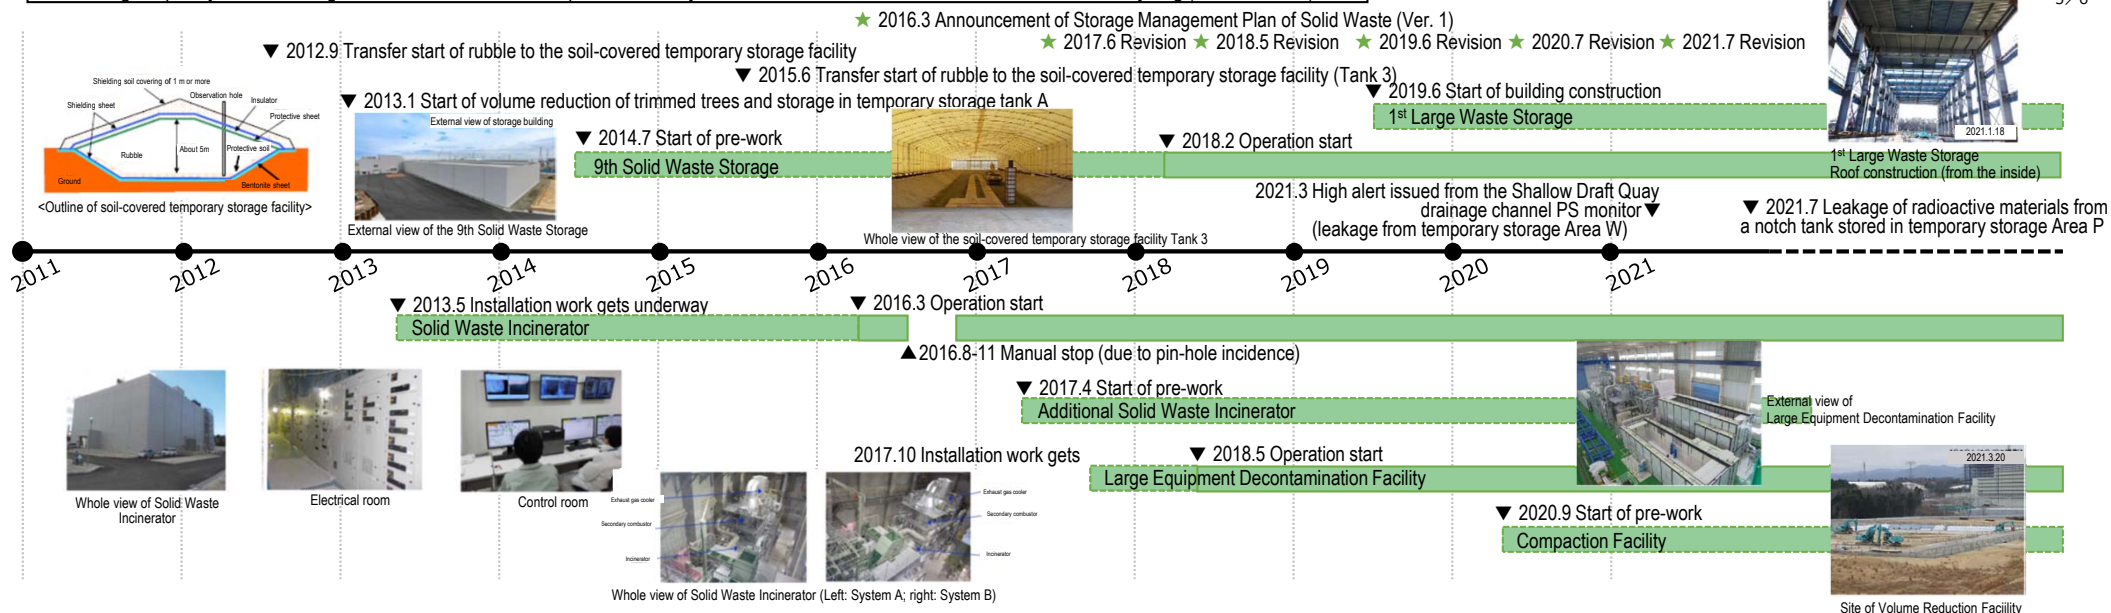 ★ 2016.3 Announcement of Storage Management Plan of Solid Waste (Ver. 1)
★ 2017.6 Revision ★ 2018.5 Revision ★ 2019.6 Revision ★ 2020.7 Revision ★ 2021.7 Revision
▼ 2012.9 Transfer start of rubble to the soil-covered temporary storage facility
▼ 2015.6 Transfer start of rubble to the soil-covered temporary storage facility (Tank 3)
▼ 2013.1 Start of volume reduction of trimmed trees and storage in temporary storage tank A
▼ 2019.6 Start of building construction
1st Large Waste Storage
2021.1.18
1st Large Waste Storage
Roof construction (from the inside)
Shielding soil covering of 1 m or more
Observation hole
Insulator
Shielding sheet
Protective sheet
Rubble
About 5m
Protective soil
Ground
Bentonite sheet
<Outline of soil-covered temporary storage facility>
External view of storage building
External view of the 9th Solid Waste Storage
▼ 2014.7 Start of pre-work
9th Solid Waste Storage
▼ 2018.2 Operation start
Whole view of the soil-covered temporary storage facility Tank 3
2021.3 High alert issued from the Shallow Draft Quay
drainage channel PS monitor▼
(leakage from temporary storage Area W)
▼ 2021.7 Leakage of radioactive materials from
a notch tank stored in temporary storage Area P
2011
2012
2013
2014
2015
2016
2017
2018
2019
2020
2021
▼ 2013.5 Installation work gets underway
▼ 2016.3 Operation start
Solid Waste Incinerator
▲2016.8-11 Manual stop (due to pin-hole incidence)
▼ 2017.4 Start of pre-work
Additional Solid Waste Incinerator
External view of
Large Equipment Decontamination Facility
2017.10 Installation work gets
▼ 2018.5 Operation start
Large Equipment Decontamination Facility
▼ 2020.9 Start of pre-work
Compaction Facility
2021.3.20
Site of Volume Reduction Facility
Whole view of Solid Waste
Incinerator
Electrical room
Control room
Exhaust gas cooler
Secondary combustor
Incinerator
Exhaust gas cooler
Secondary combustor
Incinerator
Whole view of Solid Waste Incinerator (Left: System A; right: System B)